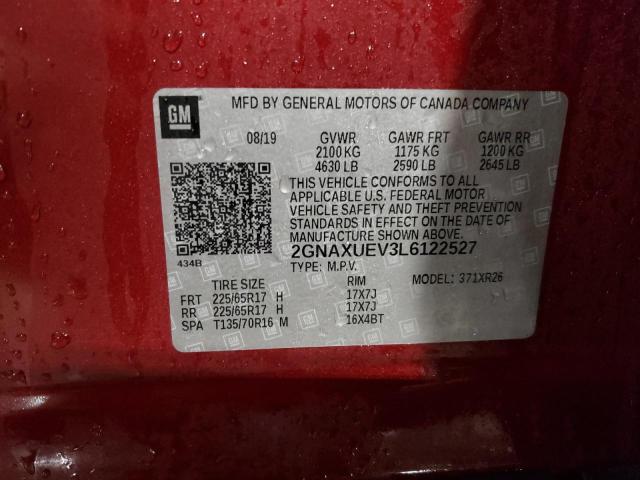 GM
MFD BY GENERAL MOTORS OF CANADA COMPANY
08/19 GVWR GAWR FRT GAWR RR
2100 KG 1175 KG 1200 KG
4630 LB 2590 LB 2645 LB
THIS VEHICLE CONFORMS TO ALL
APPLICABLE U.S. FEDERAL MOTOR
VEHICLE SAFETY AND THEFT PREVENTION
STANDARDS IN EFFECT ON THE DATE OF
MANUFACTURE SHOWN ABOVE.
434B
2GNAXUEV3L6122527
TYPE: M.P.V. MODEL: 371XR26
TIRE SIZE RIM
FRT 225/65R17 H 17X7J
RR 225/65R17 H 17X7J
SPA T135/70R16 M 16X4BT